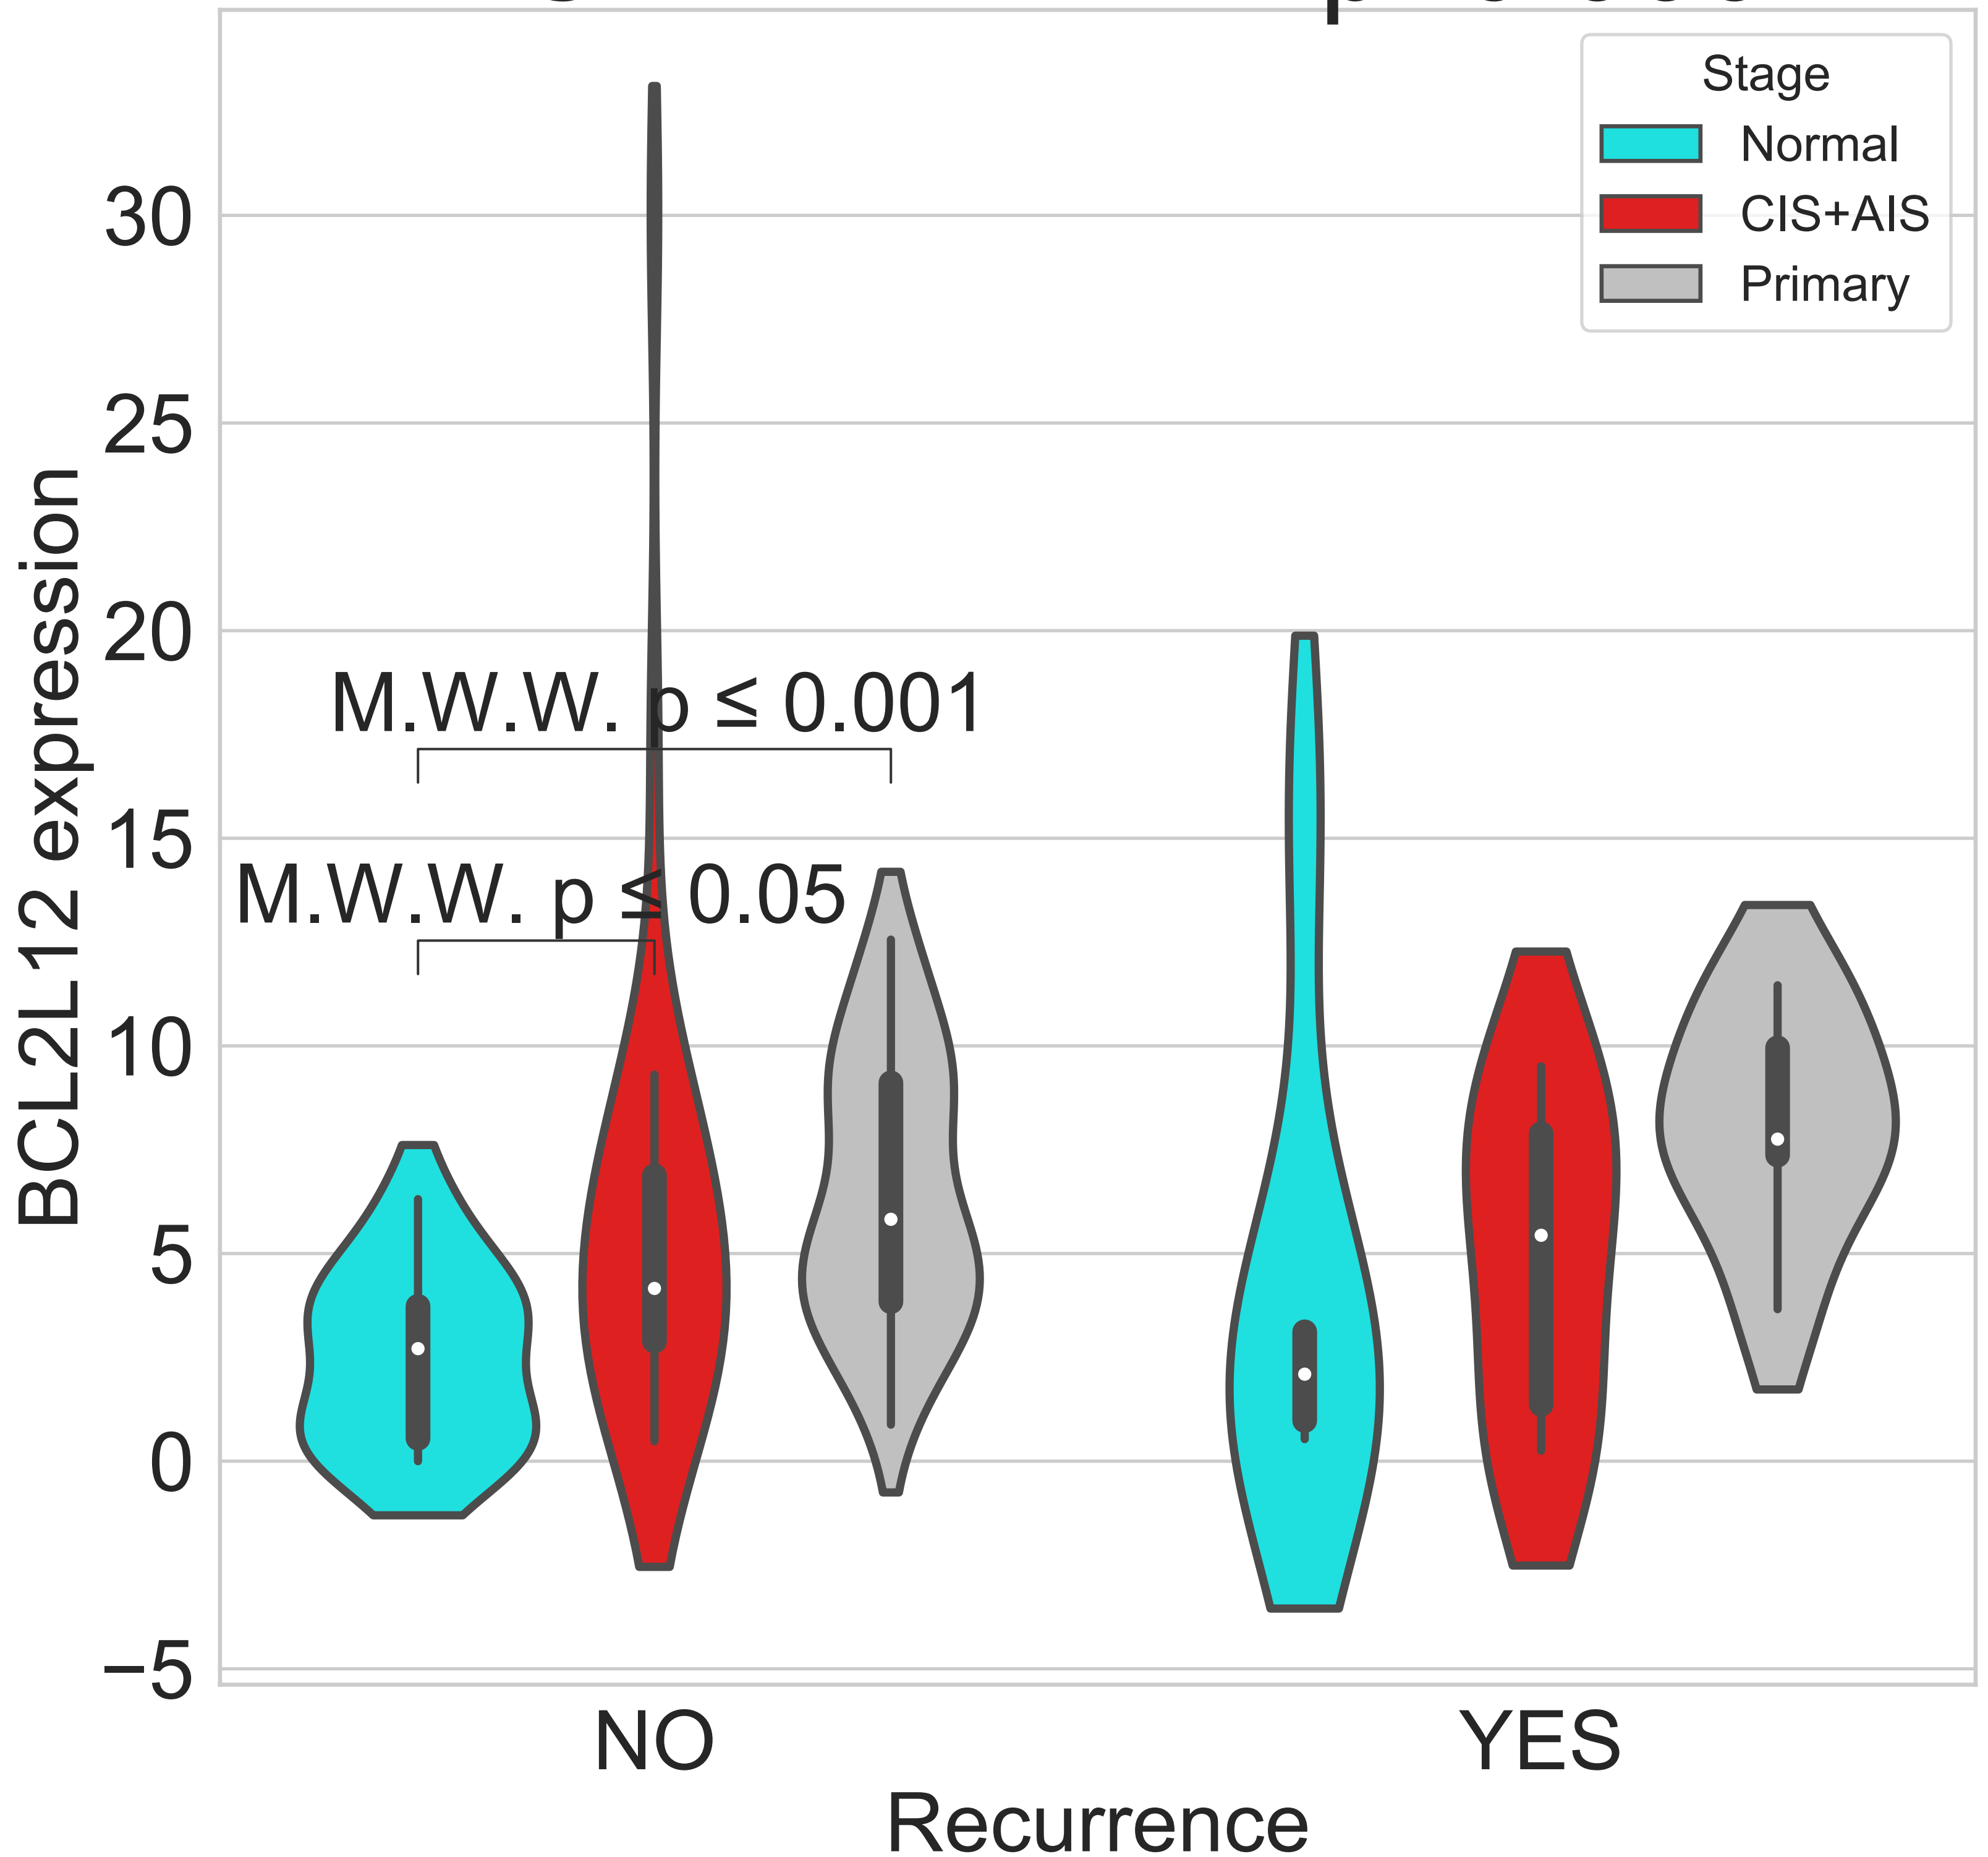 Stage
Normal
CIS+AIS
Primary
30
25
20
15
10
5
0
−5
BCL2L12 expression
M.W.W. p ≤ 0.001
M.W.W. p ≤ 0.05
NO
YES
Recurrence